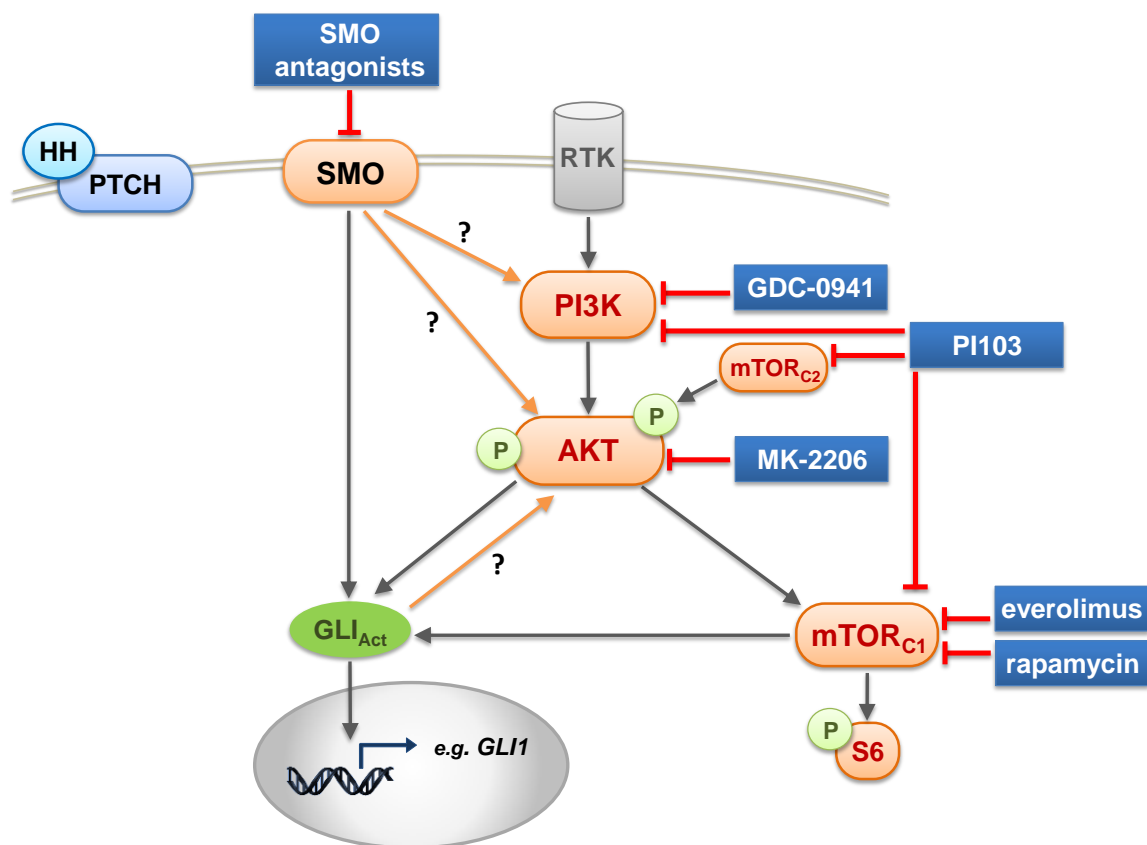 SMO
antagonists
HH
PTCH
SMO
RTK
?
?
PI3K
GDC-0941
PI103
mTORC2
P
P
AKT
MK-2206
?
GLIAct
mTORC1
everolimus
rapamycin
P
S6
e.g. GLI1